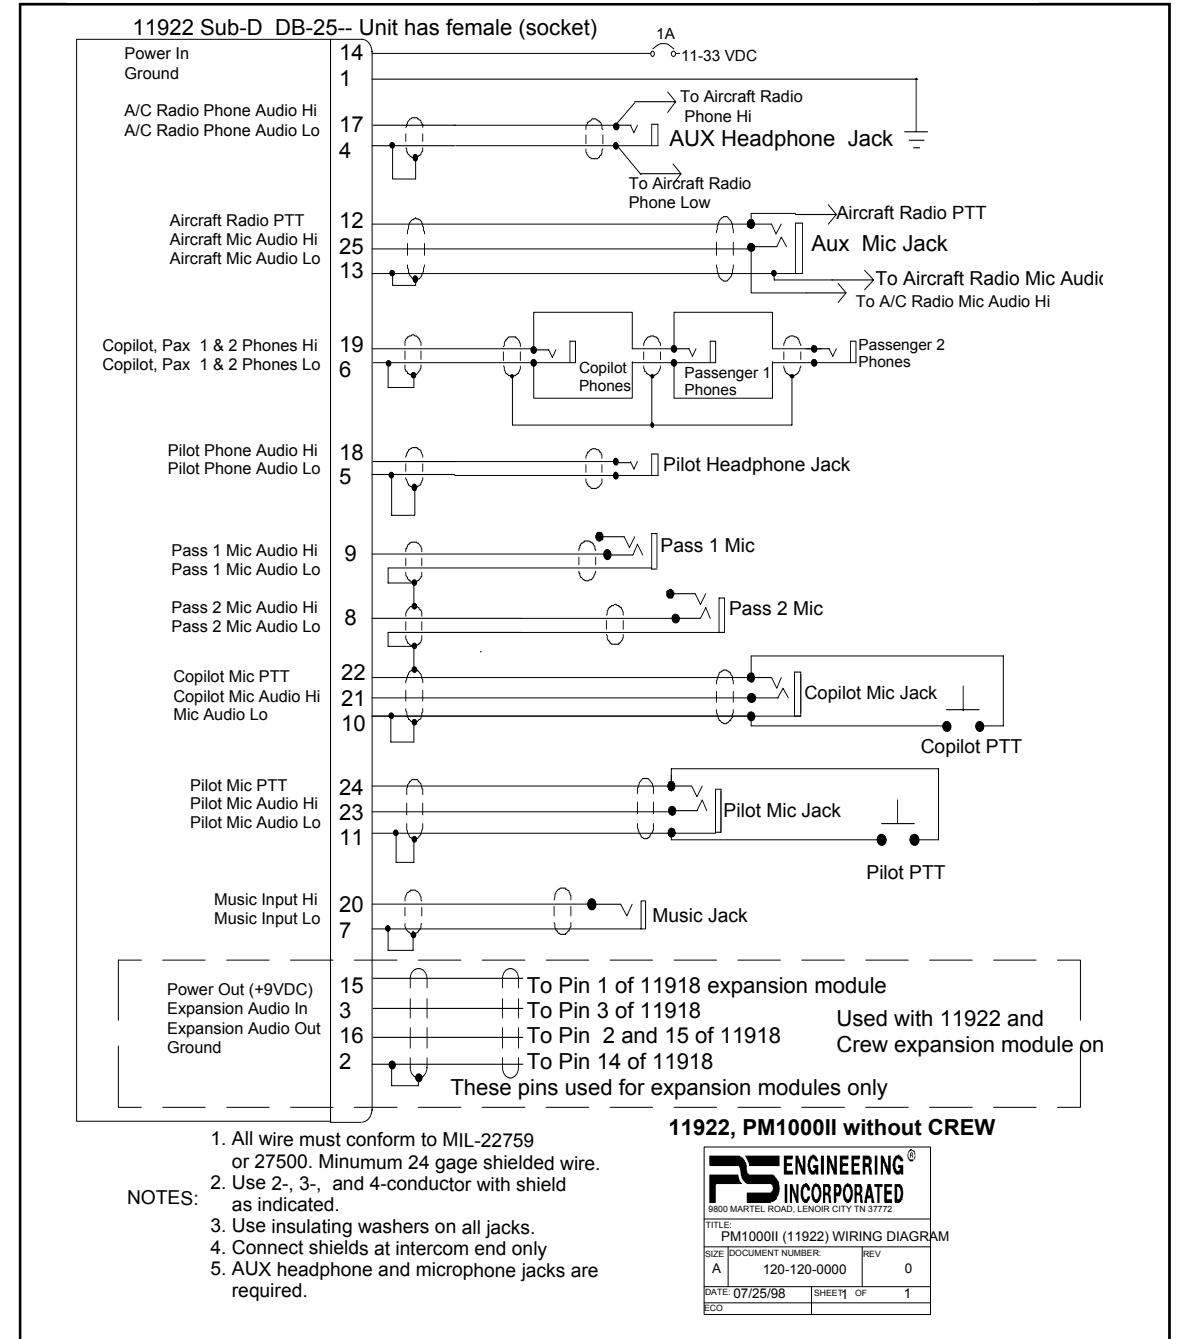 11922 Sub-D DB-25-- Unit has female (socket)
Power In 14
1A
11-33 VDC
Ground 1
A/C Radio Phone Audio Hi 17
A/C Radio Phone Audio Lo 4
To Aircraft Radio
Phone Hi
AUX Headphone Jack
To Aircraft Radio
Phone Low
Aircraft Radio PTT 12
Aircraft Mic Audio Hi 25
Aircraft Mic Audio Lo 13
Aircraft Radio PTT
Aux Mic Jack
To Aircraft Radio Mic Audic
To A/C Radio Mic Audio Hi
Copilot, Pax 1 & 2 Phones Hi 19
Copilot, Pax 1 & 2 Phones Lo 6
Copilot
Phones
Passenger 1
Phones
Passenger 2
Phones
Pilot Phone Audio Hi 18
Pilot Phone Audio Lo 5
Pilot Headphone Jack
Pass 1 Mic Audio Hi 9
Pass 1 Mic Audio Lo
Pass 1 Mic
Pass 2 Mic Audio Hi 8
Pass 2 Mic Audio Lo
Pass 2 Mic
Copilot Mic PTT 22
Copilot Mic Audio Hi 21
Mic Audio Lo 10
Copilot Mic Jack
Copilot PTT
Pilot Mic PTT 24
Pilot Mic Audio Hi 23
Pilot Mic Audio Lo 11
Pilot Mic Jack
Pilot PTT
Music Input Hi 20
Music Input Lo 7
Music Jack
Power Out (+9VDC) 15 To Pin 1 of 11918 expansion module
Expansion Audio In 3 To Pin 3 of 11918
Expansion Audio Out 16 To Pin 2 and 15 of 11918
Ground 2 To Pin 14 of 11918
Used with 11922 and
Crew expansion module on
These pins used for expansion modules only
11922, PM1000II without CREW
NOTES:
1. All wire must conform to MIL-22759
or 27500. Minumum 24 gage shielded wire.
2. Use 2-, 3-, and 4-conductor with shield
as indicated.
3. Use insulating washers on all jacks.
4. Connect shields at intercom end only
5. AUX headphone and microphone jacks are
required.
PS ENGINEERING ®
INCORPORATED
9800 MARTEL ROAD, LENOIR CITY TN 37772
TITLE:
PM1000II (11922) WIRING DIAGRAM
SIZE DOCUMENT NUMBER: REV
A 120-120-0000 0
DATE: 07/25/98 SHEET 1 OF 1
ECO